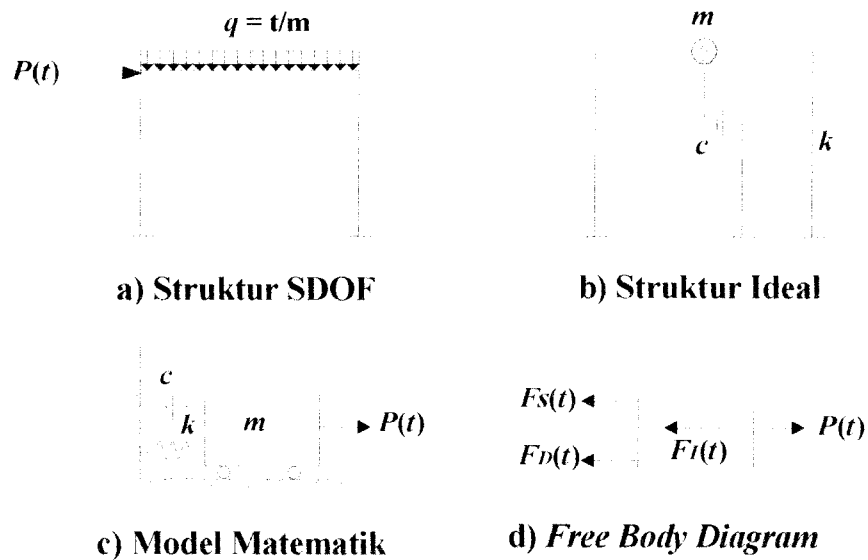 q = t/m
P(t)
a) Struktur SDOF
m
c
k
b) Struktur Ideal
c
k
m
P(t)
c) Model Matematik
Fs(t)
FD(t)
FI(t)
P(t)
d) Free Body Diagram